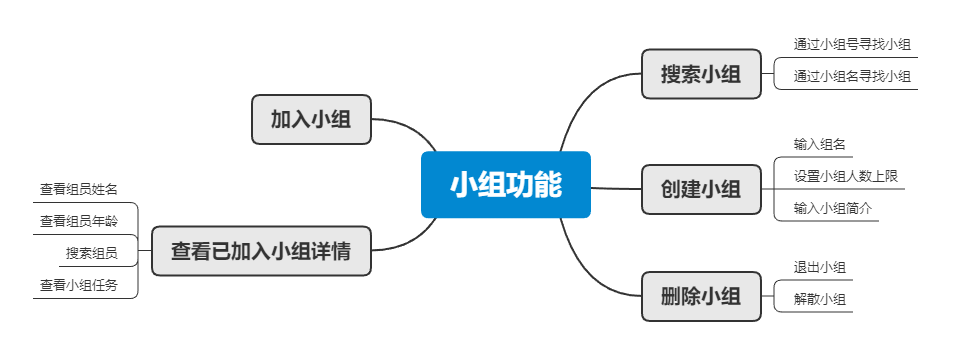 小组功能
搜索小组
通过小组号寻找小组
通过小组名寻找小组
创建小组
输入组名
设置小组人数上限
输入小组简介
删除小组
退出小组
解散小组
加入小组
查看已加入小组详情
查看组员姓名
查看组员年龄
搜索组员
查看小组任务